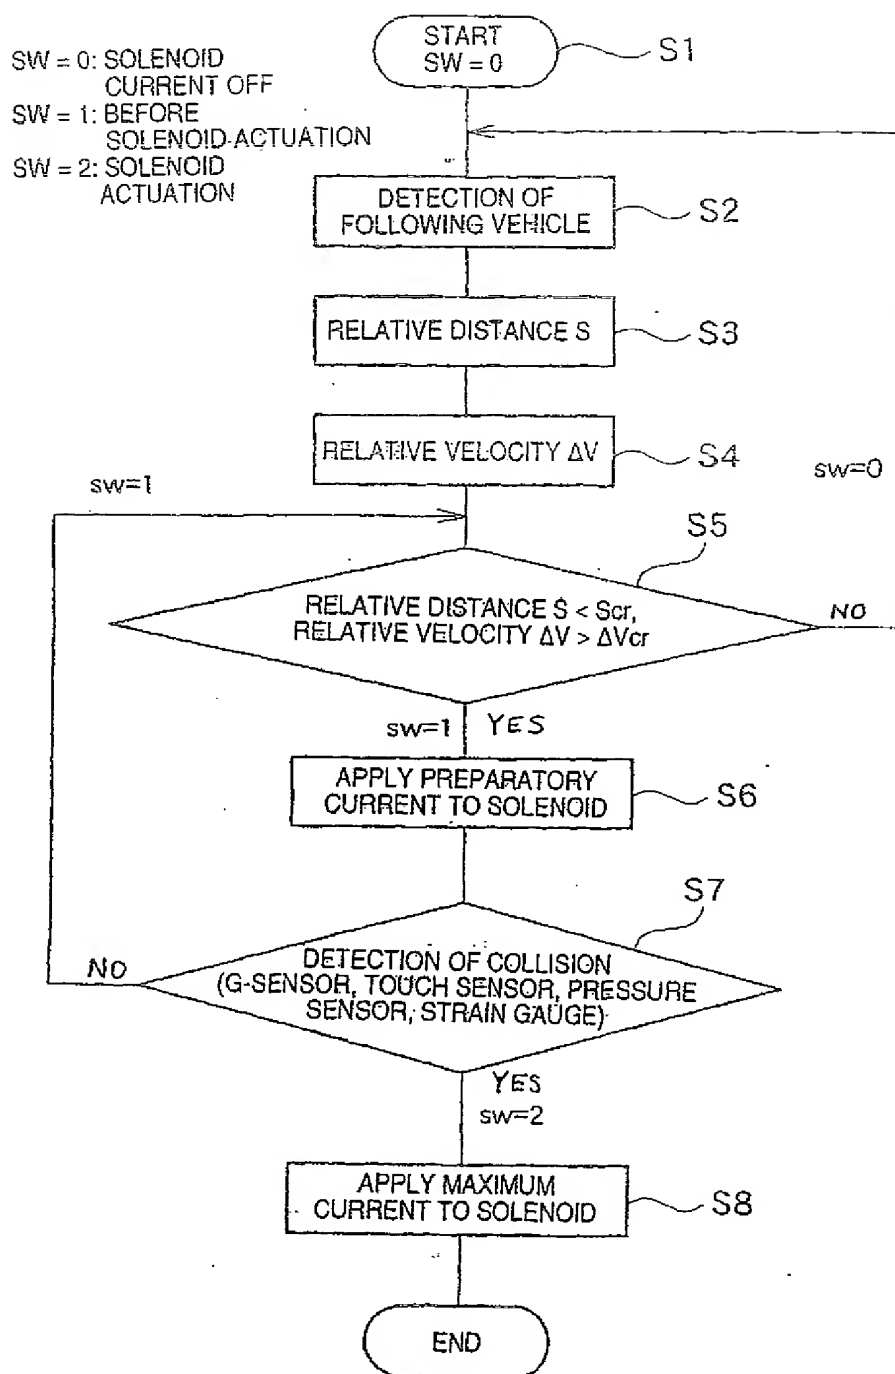 START
SW = 0
S1
SW = 0: SOLENOID
CURRENT OFF
SW = 1: BEFORE
SOLENOID-ACTUATION
SW = 2: SOLENOID
ACTUATION
DETECTION OF
FOLLOWING VEHICLE
S2
RELATIVE DISTANCE S
S3
RELATIVE VELOCITY ΔV
S4
sw=0
sw=1
S5
RELATIVE DISTANCE S < Scr,
RELATIVE VELOCITY ΔV > ΔVcr
NO
sw=1 YES
APPLY PREPARATORY
CURRENT TO SOLENOID
S6
S7
NO
DETECTION OF COLLISION
(G-SENSOR, TOUCH SENSOR, PRESSURE
SENSOR, STRAIN GAUGE)
YES
sw=2
APPLY MAXIMUM
CURRENT TO SOLENOID
S8
END